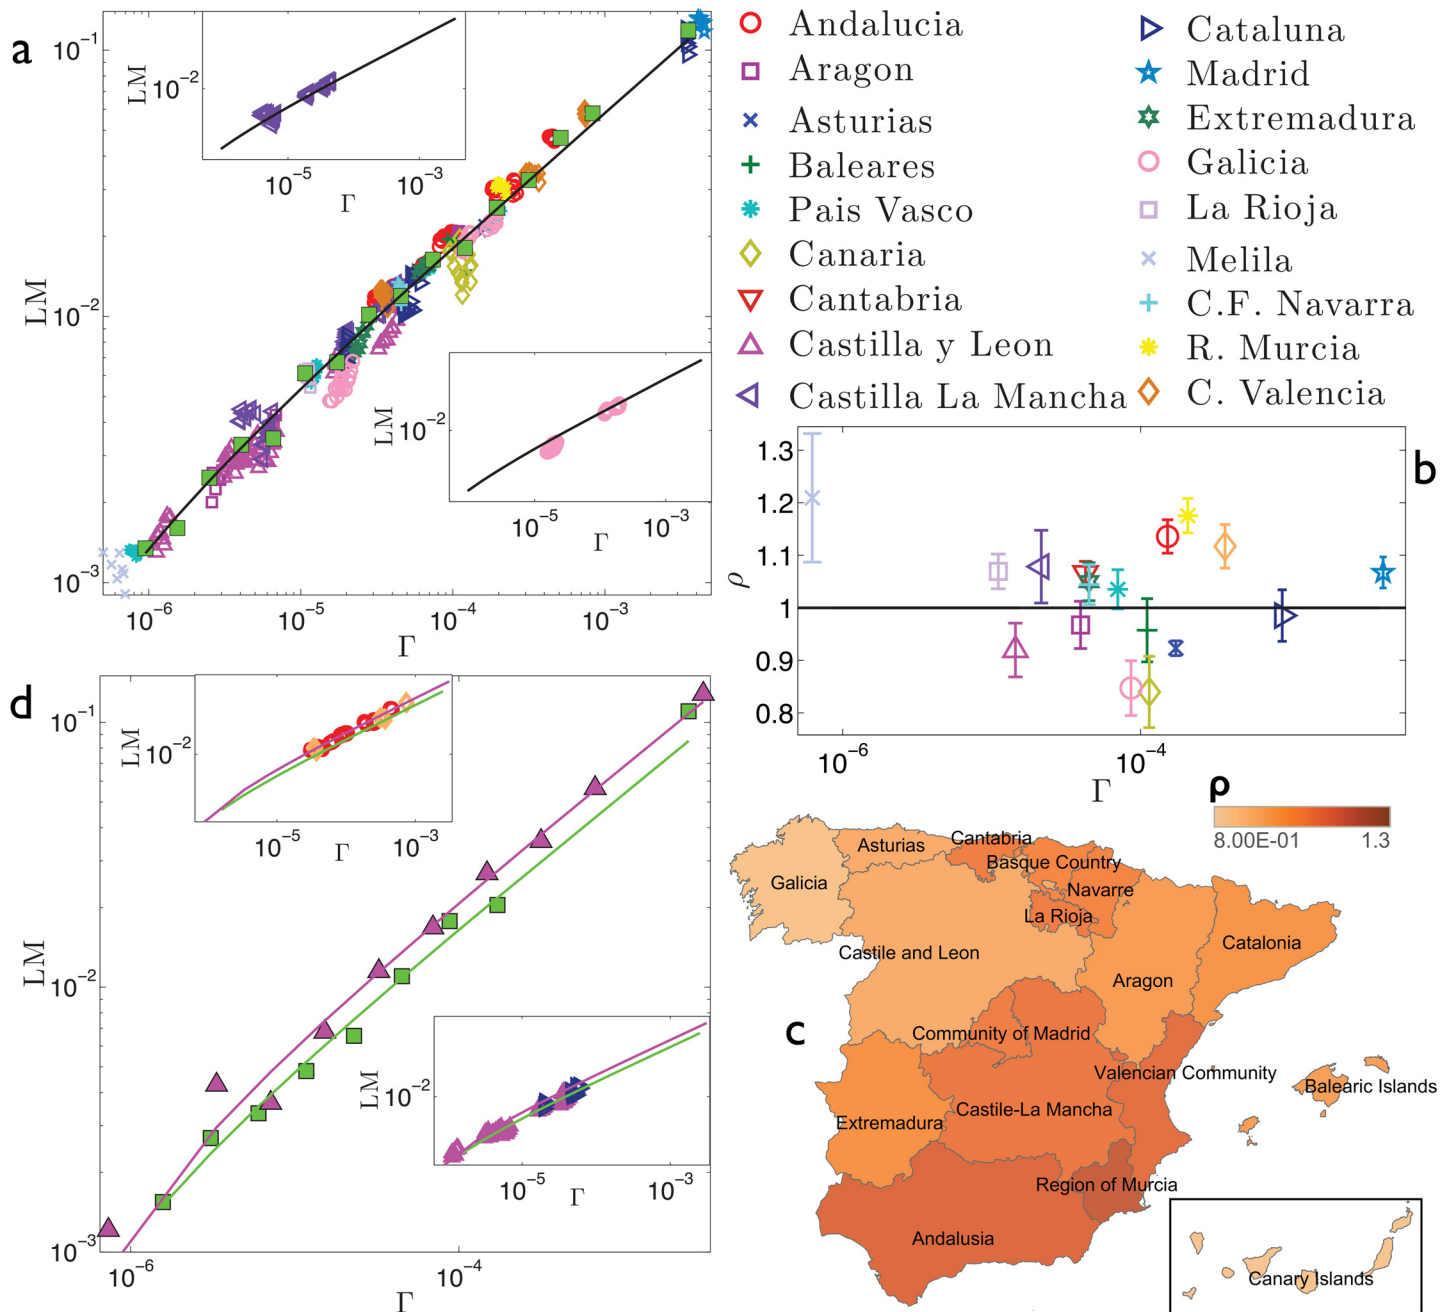 a
10⁻¹
10⁻²
10⁻³
LM
10⁻⁶
10⁻⁵
10⁻⁴
10⁻³
Γ
LM
10⁻²
10⁻⁵
10⁻³
Γ
LM
10⁻²
10⁻⁵
10⁻³
Γ
Andalucia
Aragon
Asturias
Baleares
Pais Vasco
Canaria
Cantabria
Castilla y Leon
Castilla La Mancha
Cataluna
Madrid
Extremadura
Galicia
La Rioja
Melila
C.F. Navarra
R. Murcia
C. Valencia
b
1.3
1.2
1.1
1
0.9
0.8
ρ
10⁻⁶
10⁻⁴
Γ
d
10⁻¹
10⁻²
10⁻³
LM
10⁻⁶
10⁻⁴
Γ
LM
10⁻²
10⁻⁵
10⁻³
Γ
LM
10⁻²
10⁻⁵
10⁻³
Γ
c
ρ
8.00E-01
1.3
Cantabria
Asturias
Basque Country
Galicia
Navarre
La Rioja
Catalonia
Castile and Leon
Aragon
Community of Madrid
Valencian Community
Balearic Islands
Castile-La Mancha
Extremadura
Region of Murcia
Andalusia
Canary Islands